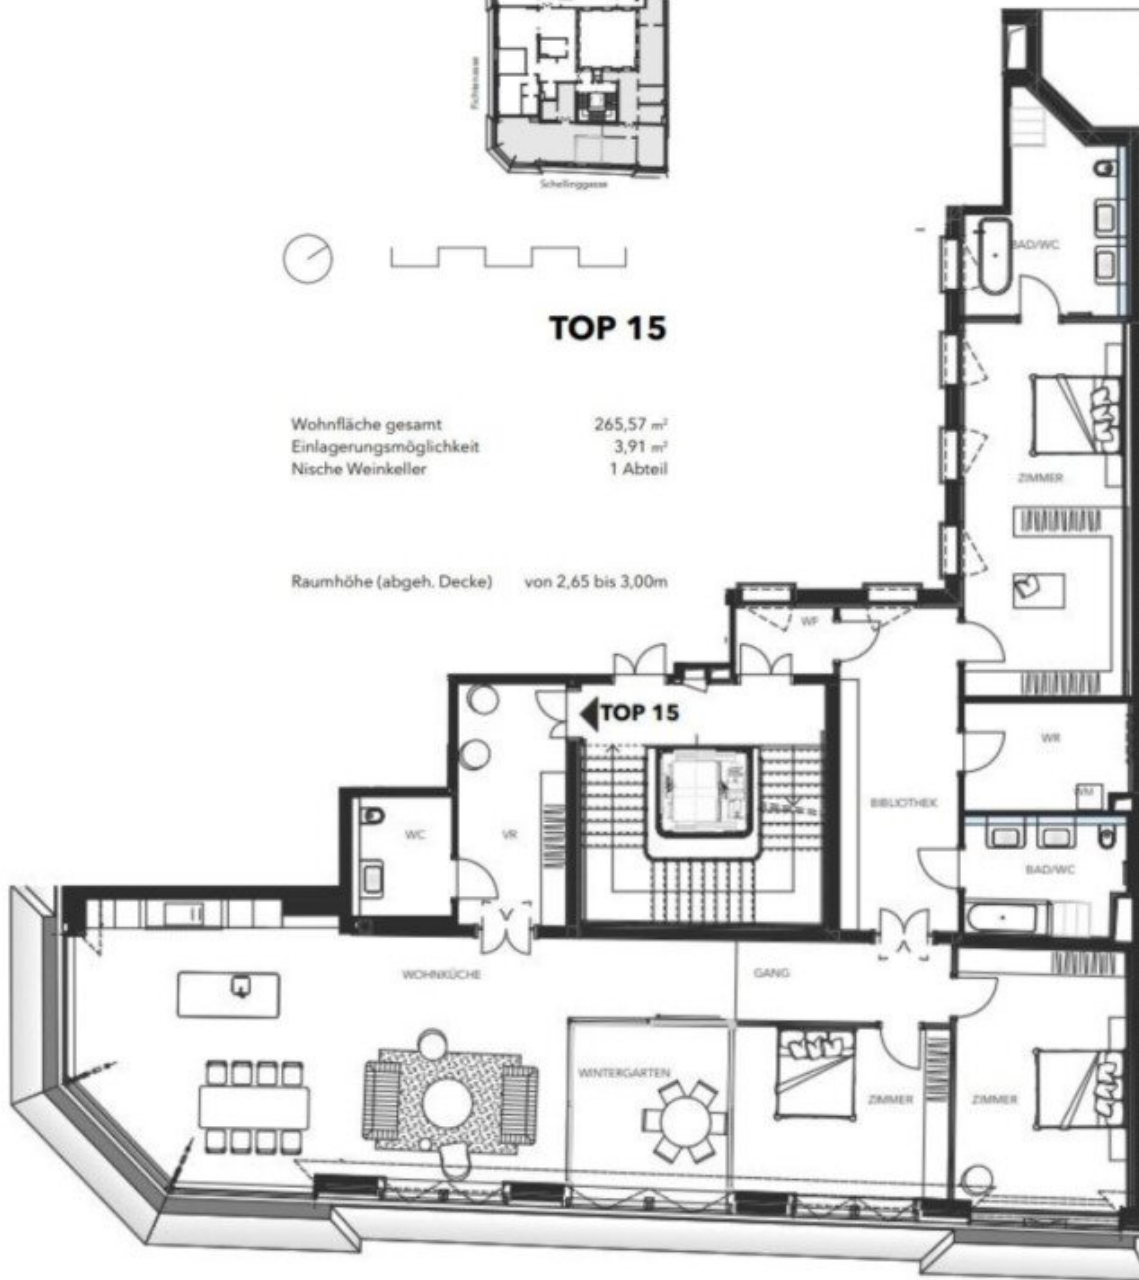 Fichtegasse
Schellinggasse
TOP 15
Wohnfläche gesamt 265,57 m²
Einlagerungsmöglichkeit 3,91 m²
Nische Weinkeller 1 Abteil
Raumhöhe (abgeh. Decke) von 2,65 bis 3,00m
BAD/WC
ZIMMER
WF
TOP 15
WR
WM
BIBLIOTHEK
WC
VR
BAD/WC
WOHNKÜCHE
GANG
WINTERGARTEN
ZIMMER
ZIMMER